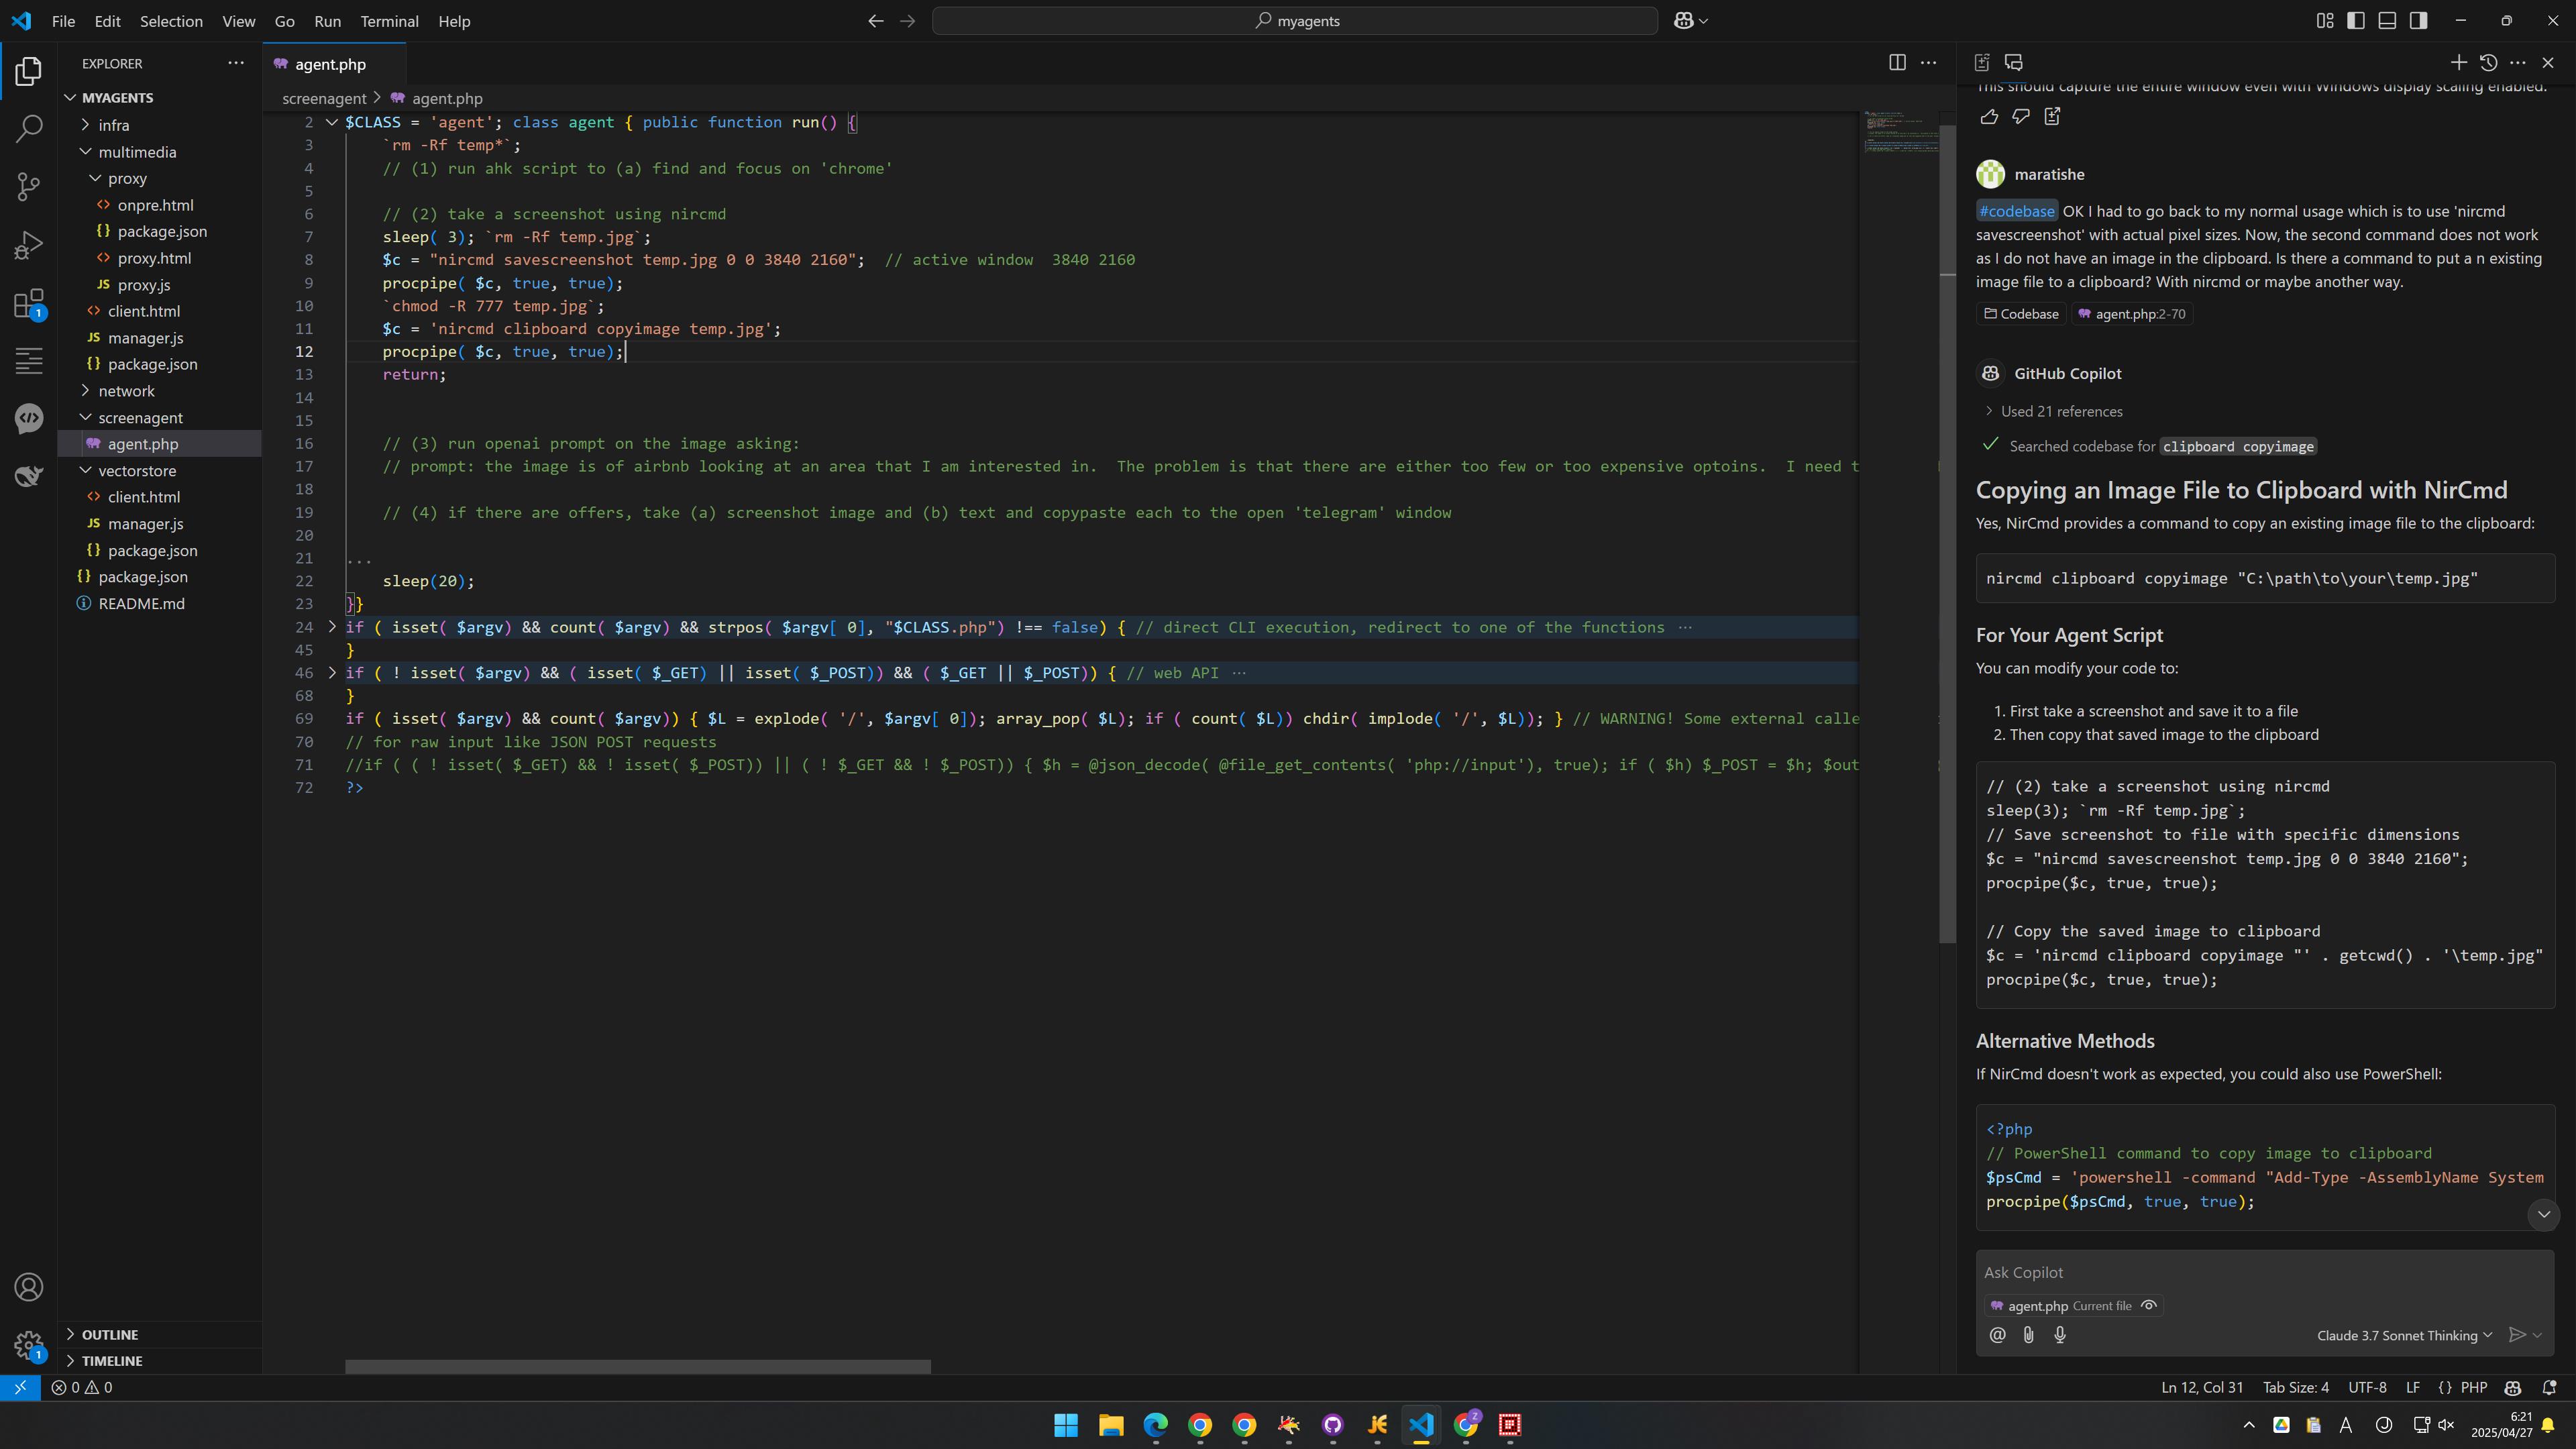 File Edit Selection View Go Run Terminal Help
myagents
EXPLORER
MYAGENTS
infra
multimedia
proxy
onpre.html
package.json
proxy.html
proxy.js
client.html
manager.js
package.json
network
screenagent
agent.php
vectorstore
client.html
manager.js
package.json
package.json
README.md
OUTLINE
TIMELINE
agent.php
screenagent > agent.php
2 $CLASS = 'agent'; class agent { public function run() {
3 `rm -Rf temp*`;
4 // (1) run ahk script to (a) find and focus on 'chrome'
5
6 // (2) take a screenshot using nircmd
7 sleep( 3); `rm -Rf temp.jpg`;
8 $c = "nircmd savescreenshot temp.jpg 0 0 3840 2160"; // active window 3840 2160
9 procpipe( $c, true, true);
10 `chmod -R 777 temp.jpg`;
11 $c = 'nircmd clipboard copyimage temp.jpg';
12 procpipe( $c, true, true);
13 return;
14
15
16 // (3) run openai prompt on the image asking:
17 // prompt: the image is of airbnb looking at an area that I am interested in. The problem is that there are either too few or too expensive optoins. I need t
18
19 // (4) if there are offers, take (a) screenshot image and (b) text and copypaste each to the open 'telegram' window
20
21 ...
22 sleep(20);
23 }}
24 if ( isset( $argv) && count( $argv) && strpos( $argv[ 0], "$CLASS.php") !== false) { // direct CLI execution, redirect to one of the functions ...
45 }
46 if ( ! isset( $argv) && ( isset( $_GET) || isset( $_POST)) && ( $_GET || $_POST)) { // web API ...
68 }
69 if ( isset( $argv) && count( $argv)) { $L = explode( '/', $argv[ 0]); array_pop( $L); if ( count( $L)) chdir( implode( '/', $L)); } // WARNING! Some external calle
70 // for raw input like JSON POST requests
71 //if ( ( ! isset( $_GET) && ! isset( $_POST)) || ( ! $_GET && ! $_POST)) { $h = @json_decode( @file_get_contents( 'php://input'), true); if ( $h) $_POST = $h; $out
72 ?>
This should capture the entire window even with Windows display scaling enabled.
maratishe
#codebase OK I had to go back to my normal usage which is to use 'nircmd
savescreenshot' with actual pixel sizes. Now, the second command does not work
as I do not have an image in the clipboard. Is there a command to put a n existing
image file to a clipboard? With nircmd or maybe another way.
Codebase agent.php:2-70
GitHub Copilot
Used 21 references
Searched codebase for clipboard copyimage
Copying an Image File to Clipboard with NirCmd
Yes, NirCmd provides a command to copy an existing image file to the clipboard:
nircmd clipboard copyimage "C:\path\to\your\temp.jpg"
For Your Agent Script
You can modify your code to:
1. First take a screenshot and save it to a file
2. Then copy that saved image to the clipboard
// (2) take a screenshot using nircmd
sleep(3); `rm -Rf temp.jpg`;
// Save screenshot to file with specific dimensions
$c = "nircmd savescreenshot temp.jpg 0 0 3840 2160";
procpipe($c, true, true);
// Copy the saved image to clipboard
$c = 'nircmd clipboard copyimage "' . getcwd() . '\temp.jpg"
procpipe($c, true, true);
Alternative Methods
If NirCmd doesn't work as expected, you could also use PowerShell:
<?php
// PowerShell command to copy image to clipboard
$psCmd = 'powershell -command "Add-Type -AssemblyName System
procpipe($psCmd, true, true);
Ask Copilot
agent.php Current file
Claude 3.7 Sonnet Thinking
0 0
Ln 12, Col 31 Tab Size: 4 UTF-8 LF {} PHP
6:21
2025/04/27